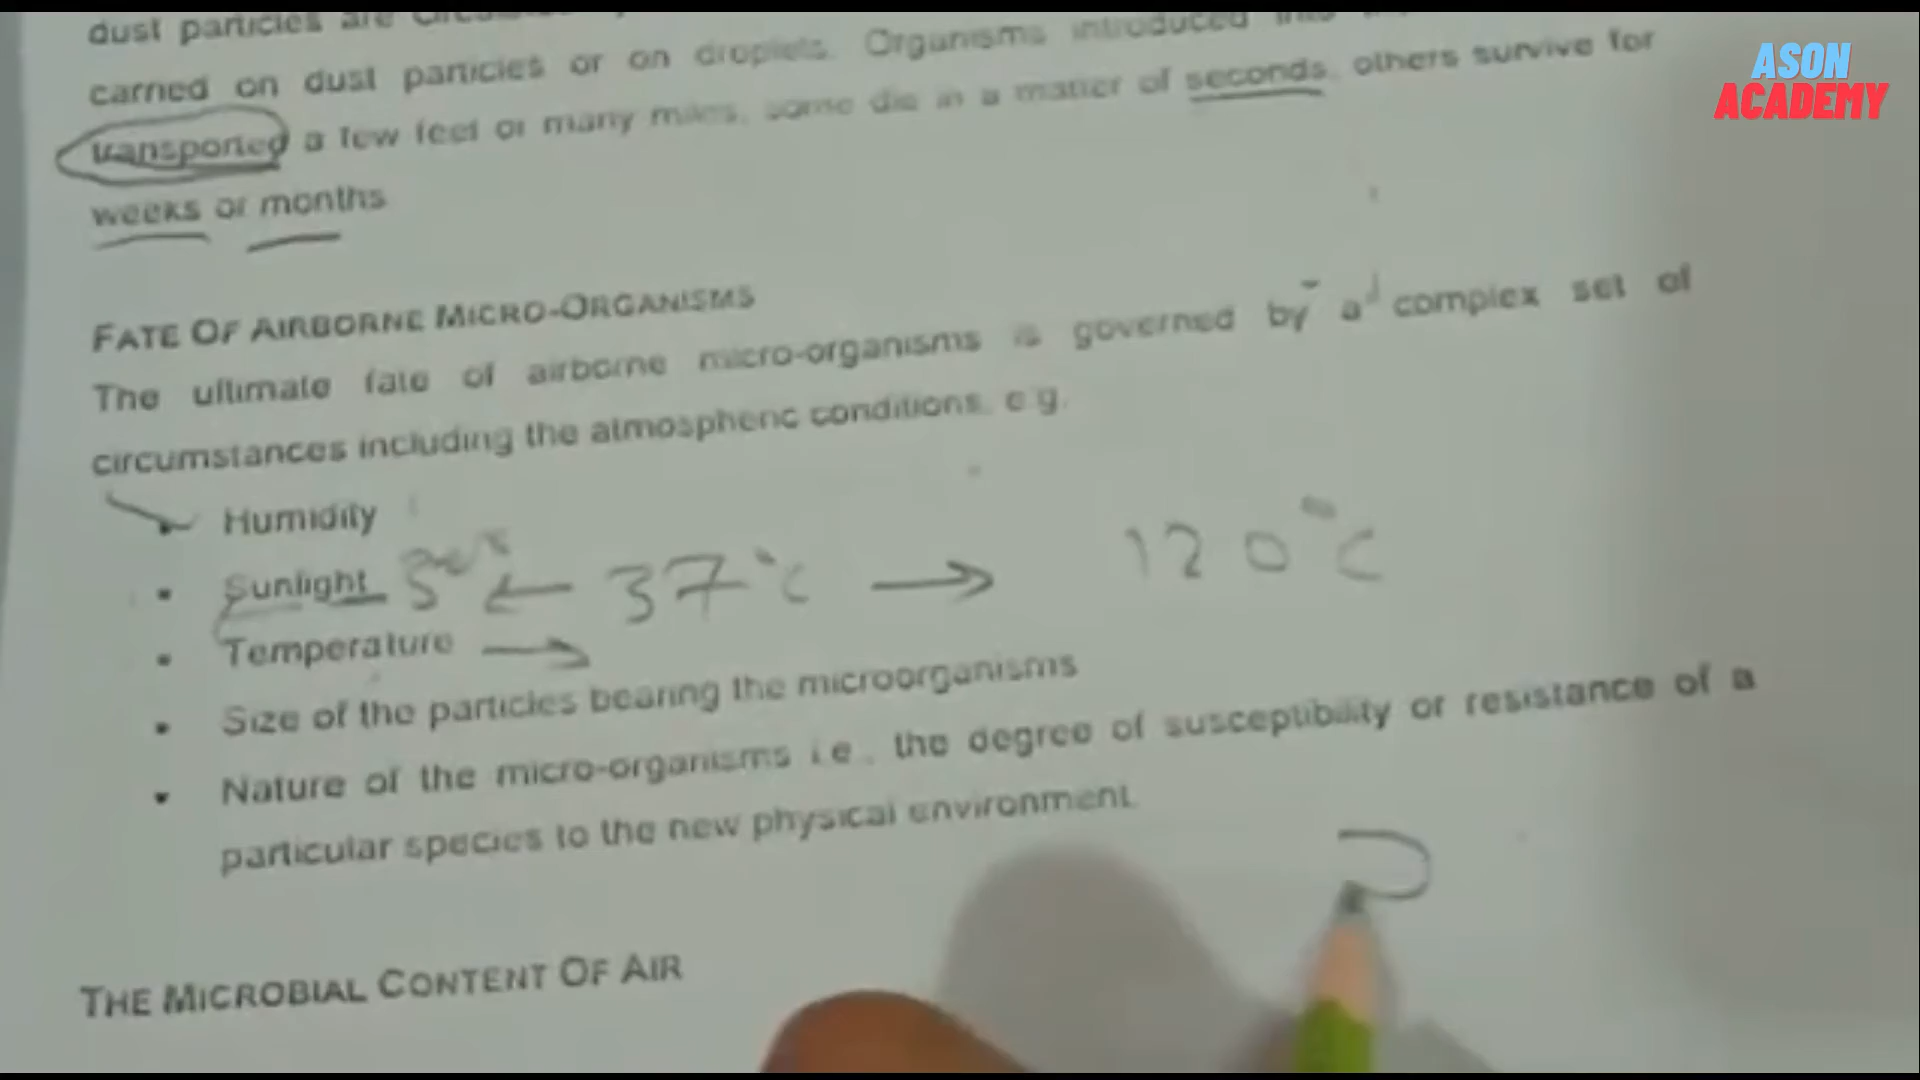 dust particles are
carried on dust particles or on droplets. Organisms introduced into
transported a few feet or many miles, some die in a matter of seconds, others survive for
weeks or months
FATE OF AIRBORNE MICRO-ORGANISMS
The ultimate fate of airborne micro-organisms is governed by a complex set of
circumstances including the atmospheric conditions, e.g.
• Humidity
• Sunlight ← 37°C → 120°C
• Temperature →
• Size of the particles bearing the microorganisms
• Nature of the micro-organisms i.e., the degree of susceptibility or resistance of a
particular species to the new physical environment.
THE MICROBIAL CONTENT OF AIR
ASON
ACADEMY